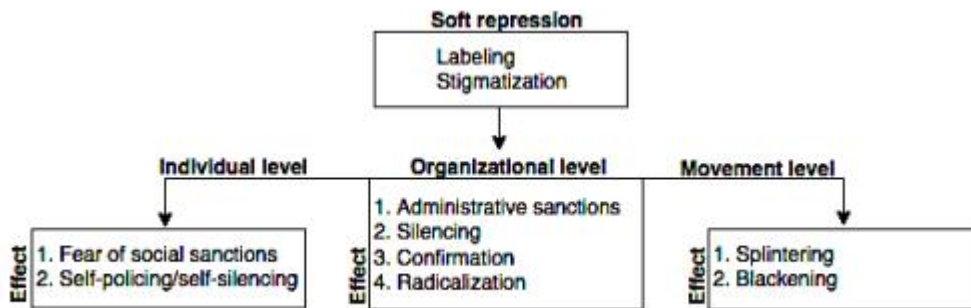 Soft repression
Labeling
Stigmatization
Individual level
Organizational level
Movement level
Effect
1. Fear of social sanctions
2. Self-policing/self-silencing
Effect
1. Administrative sanctions
2. Silencing
3. Confirmation
4. Radicalization
Effect
1. Splintering
2. Blackening